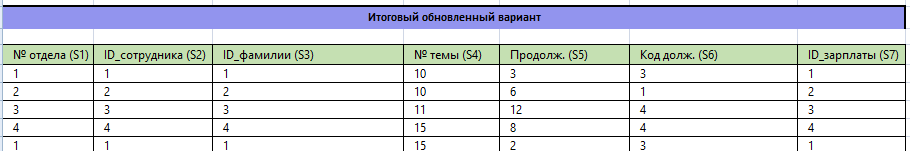 Итоговый обновленный вариант
№ отдела (S1) ID_сотрудника (S2) ID_фамилии (S3) № темы (S4) Продолж. (S5) Код долж. (S6) ID_зарплаты (S7)
1 1 1 10 3 3 1
2 2 2 10 6 1 2
3 3 3 11 12 4 3
4 4 4 15 8 4 4
1 1 1 15 2 3 1